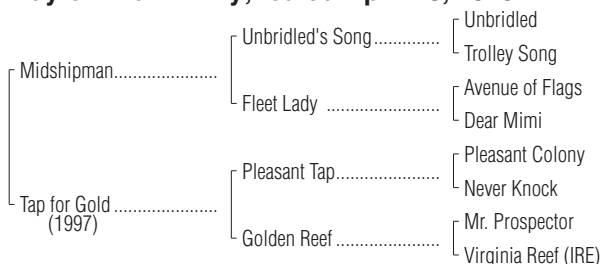 Unbridled
Unbridled's Song..............
Trolley Song
Midshipman......................
Avenue of Flags
Fleet Lady ........................
Dear Mimi
Pleasant Colony
Pleasant Tap......................
Never Knock
Tap for Gold ......................
(1997)
Mr. Prospector
Golden Reef ......................
Virginia Reef (IRE)